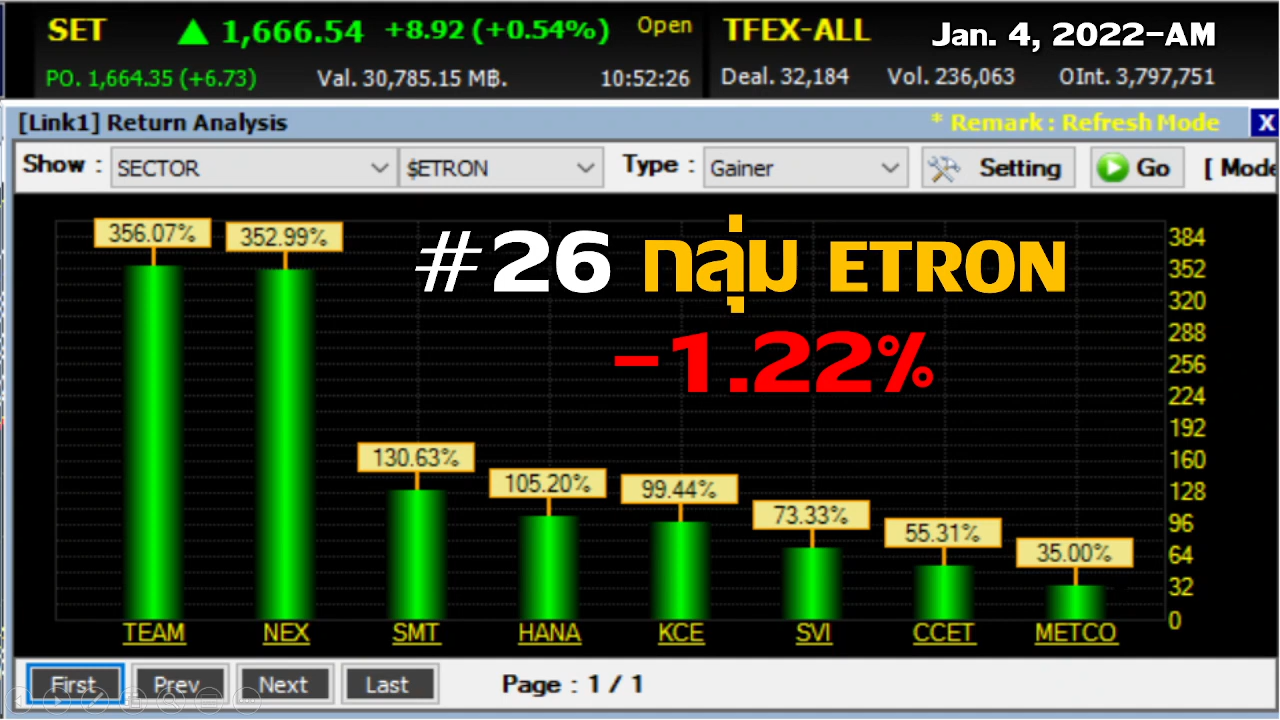 SET ▲ 1,666.54 +8.92 (+0.54%) Open TFEX-ALL Jan. 4, 2022-AM
PO. 1,664.35 (+6.73) Val. 30,785.15 M฿. 10:52:26 Deal. 32,184 Vol. 236,063 OInt. 3,797,751
[Link1] Return Analysis * Remark : Refresh Mode X
Show : SECTOR $ETRON Type : Gainer Setting Go [ Mode
356.07% 352.99% #26 กลุ่ม ETRON 384
352
320
-1.22% 288
256
224
192
130.63% 160
105.20% 99.44% 128
73.33% 96
55.31% 64
35.00% 32
0
TEAM NEX SMT HANA KCE SVI CCET METCO
First Prev Next Last Page : 1 / 1